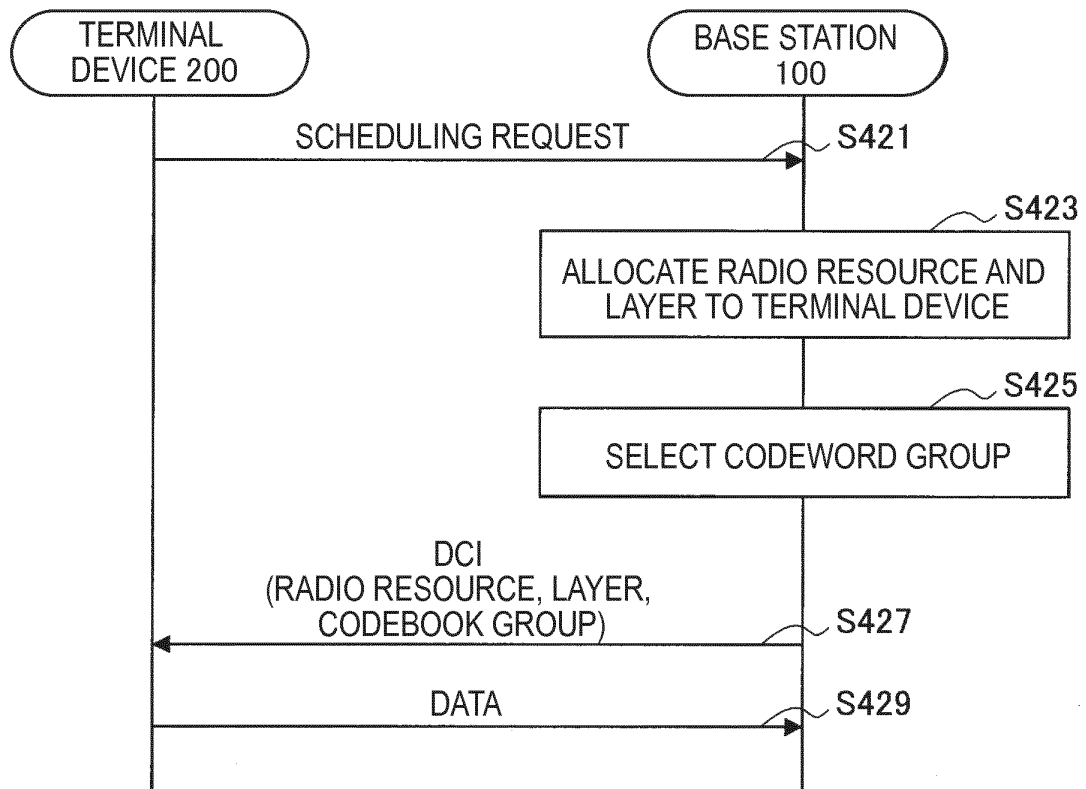 TERMINAL
DEVICE 200
BASE STATION
100
SCHEDULING REQUEST
S421
S423
ALLOCATE RADIO RESOURCE AND
LAYER TO TERMINAL DEVICE
S425
SELECT CODEWORD GROUP
DCI
(RADIO RESOURCE, LAYER,
CODEBOOK GROUP)
S427
DATA
S429